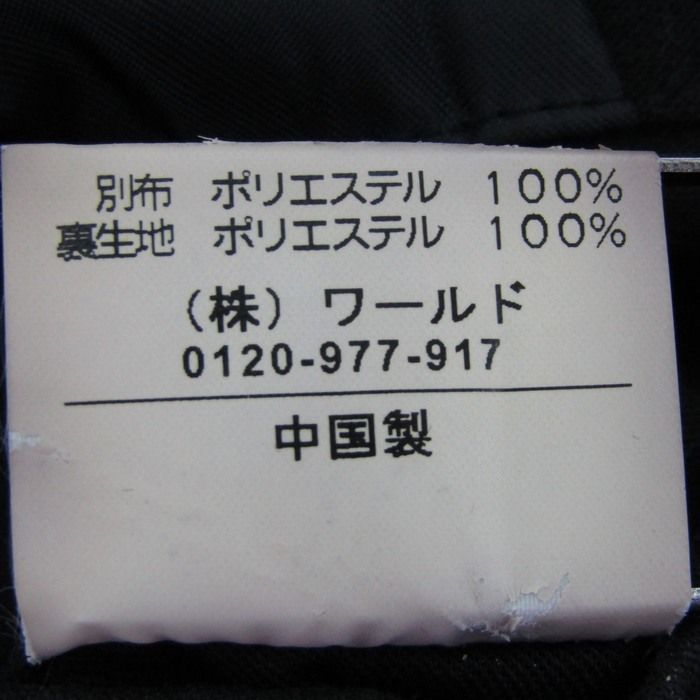 別布 ポリエステル 100%
裏生地 ポリエステル 100%
(株) ワールド
0120-977-917
中国製